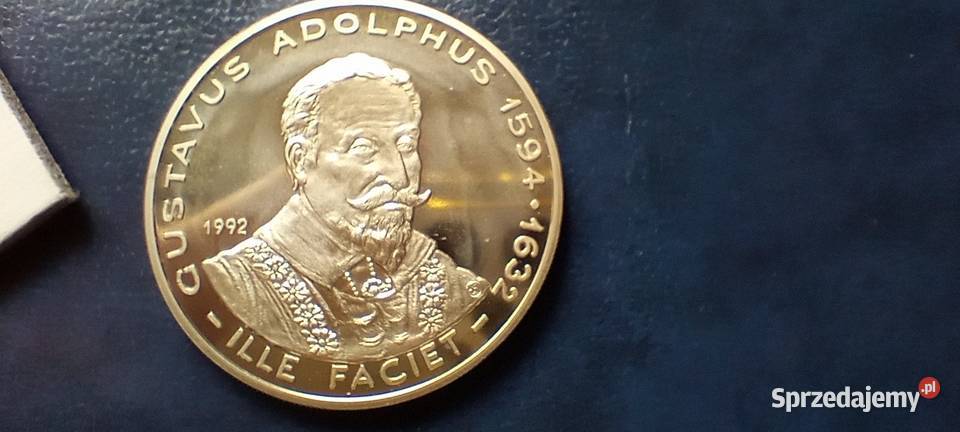 GUSTAVUS ADOLPHUS 1594 • 1632
1992
- ILLE FACIET -
Sprzedajemy.pl